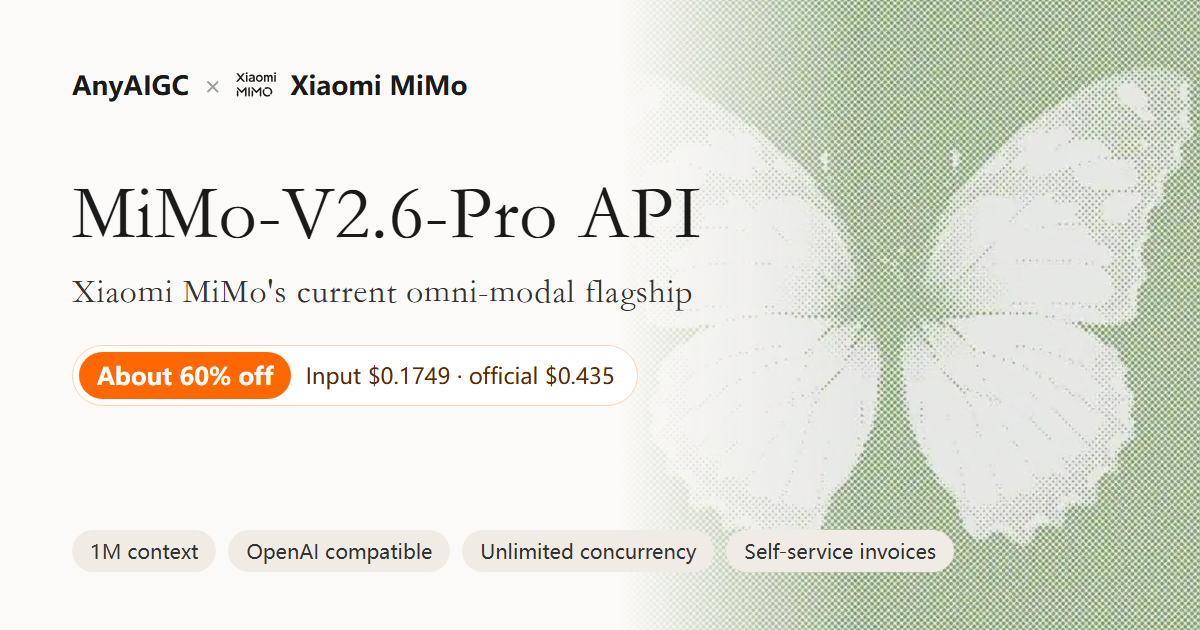 AnyAIGC × Xiaomi MiMO Xiaomi MiMo
MiMo-V2.6-Pro API
Xiaomi MiMo's current omni-modal flagship
About 60% off Input $0.1749 · official $0.435
1M context OpenAI compatible Unlimited concurrency Self-service invoices